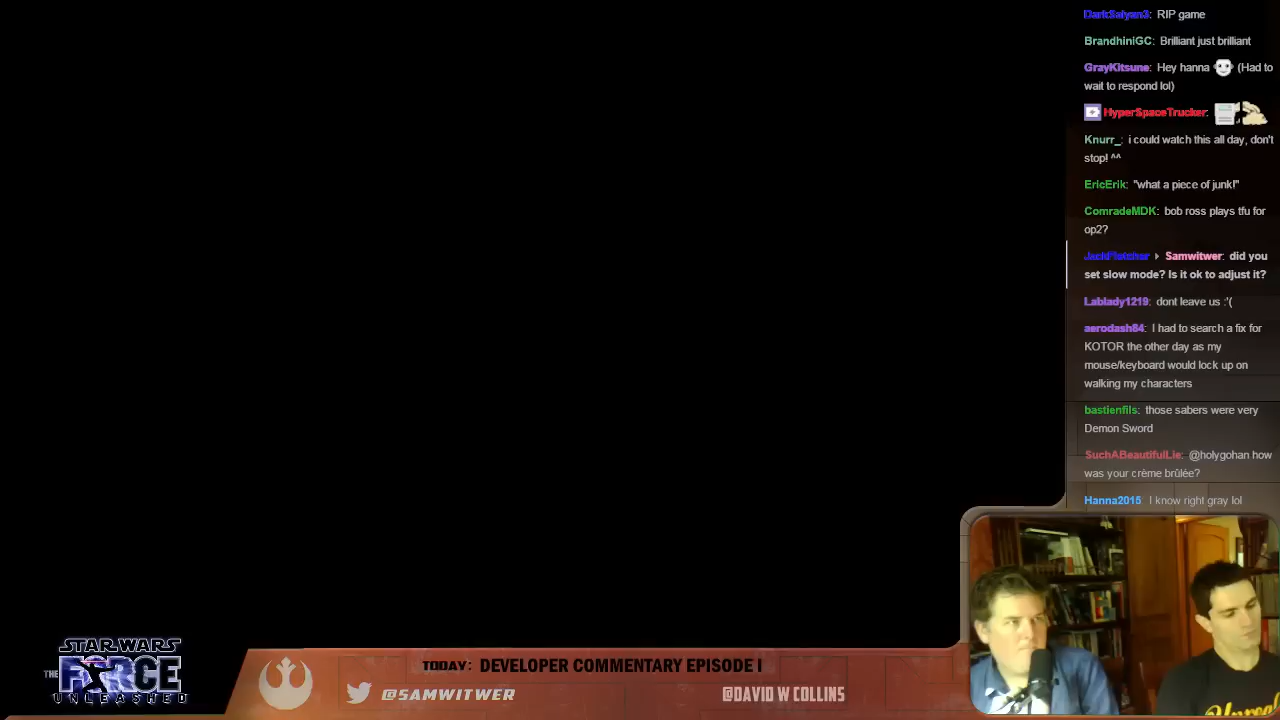 DarkSaiyan3: RIP game
BrandhiniGC: Brilliant just brilliant
GrayKitsune: Hey hanna (Had to
wait to respond lol)
HyperSpaceTrucker:
Knurr_: i could watch this all day, don't
stop! ^^
EricErik: "what a piece of junk!"
ComradeMDK: bob ross plays tfu for
op2?
Samwitwer: did you
set slow mode? Is it ok to adjust it?
Lablady1219: dont leave us :'(
aerodash64: I had to search a fix for
KOTOR the other day as my
mouse/keyboard would lock up on
walking my characters
bastienfils: those sabers were very
Demon Sword
SuchABeautifulLie: @holygohan how
was your crème brûlée?
Hanna2015: I know right gray lol
STAR WARS
THE FORCE
UNLEASHED
TODAY: DEVELOPER COMMENTARY EPISODE I
@SAMWITWER
@DAVID W COLLINS
Unreal